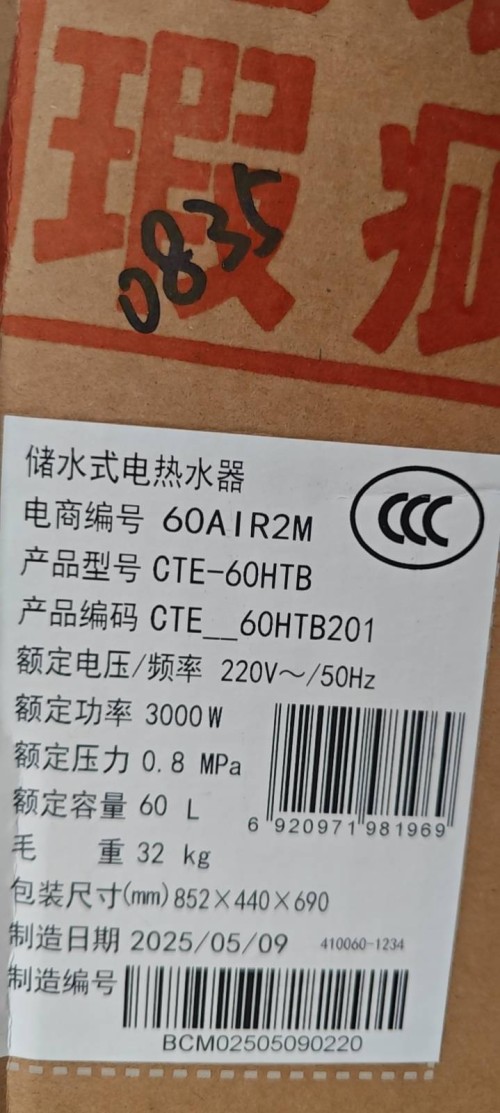 瑕疵
0835
储水式电热水器
CCC
电商编号 60AIR2M
产品型号 CTE-60HTB
产品编码 CTE__60HTB201
额定电压/频率 220V～/50Hz
额定功率 3000W
额定压力 0.8 MPa
额定容量 60 L
6 920971 981969
毛 重 32 kg
包装尺寸(mm)852×440×690
制造日期 2025/05/09 410060-1234
制造编号
BCM02505090220